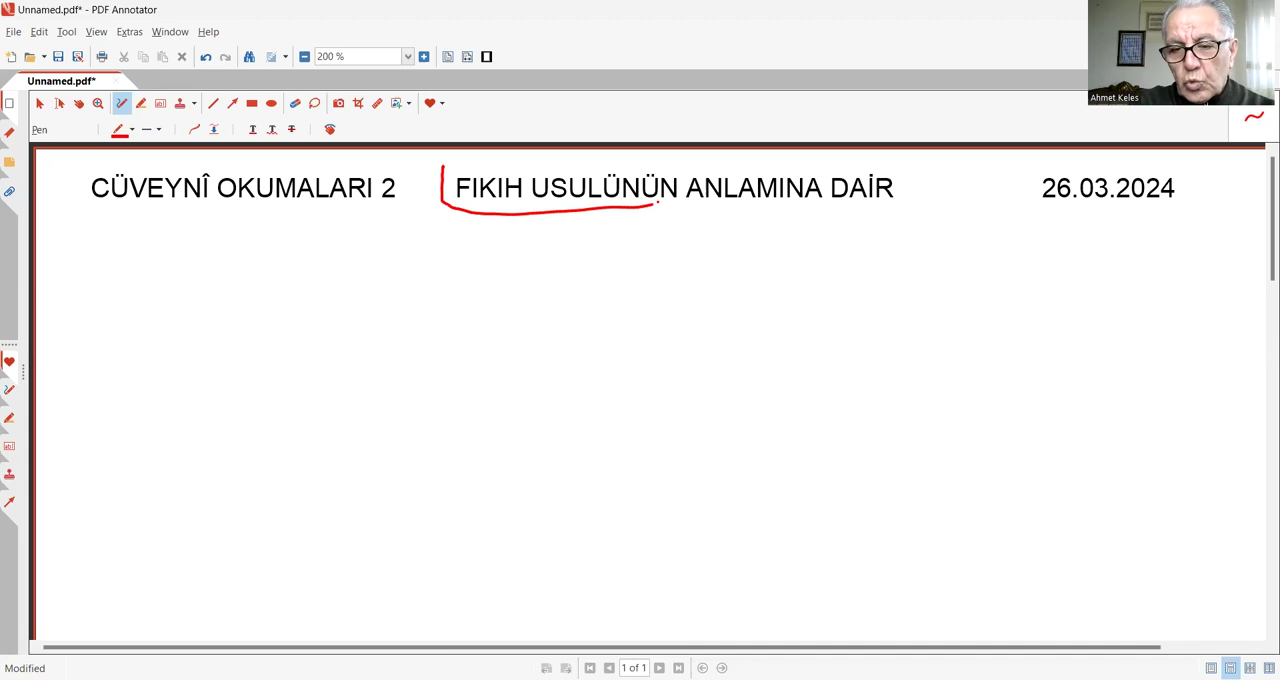 Unnamed.pdf* - PDF Annotator
File Edit Tool View Extras Window Help
200 %
Unnamed.pdf*
Ahmet Keles
Pen
CÜVEYNÎ OKUMALARI 2 FIKIH USULÜNÜN ANLAMINA DAİR 26.03.2024
Modified
1 of 1